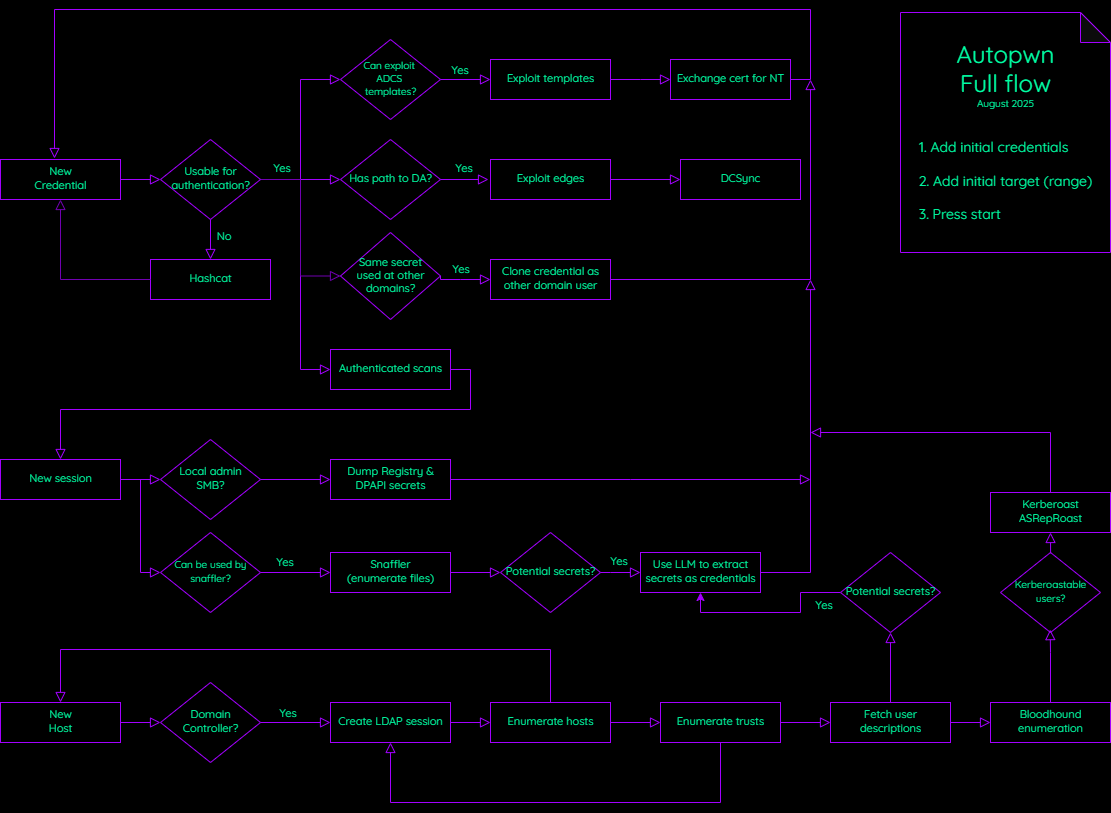 Autopwn
Full flow
August 2025
1. Add initial credentials
2. Add initial target (range)
3. Press start
Can exploit
ADCS
templates?
Yes
Exploit templates
Exchange cert for NT
New
Credential
Usable for
authentication?
Yes
Has path to DA?
Yes
Exploit edges
DCSync
No
Hashcat
Same secret
used at other
domains?
Yes
Clone credential as
other domain user
Authenticated scans
New session
Local admin
SMB?
Dump Registry &
DPAPI secrets
Kerberoast
ASRepRoast
Can be used by
snaffler?
Yes
Snaffler
(enumerate files)
Potential secrets?
Yes
Use LLM to extract
secrets as credentials
Yes
Potential secrets?
Kerberoastable
users?
New
Host
Domain
Controller?
Yes
Create LDAP session
Enumerate hosts
Enumerate trusts
Fetch user
descriptions
Bloodhound
enumeration